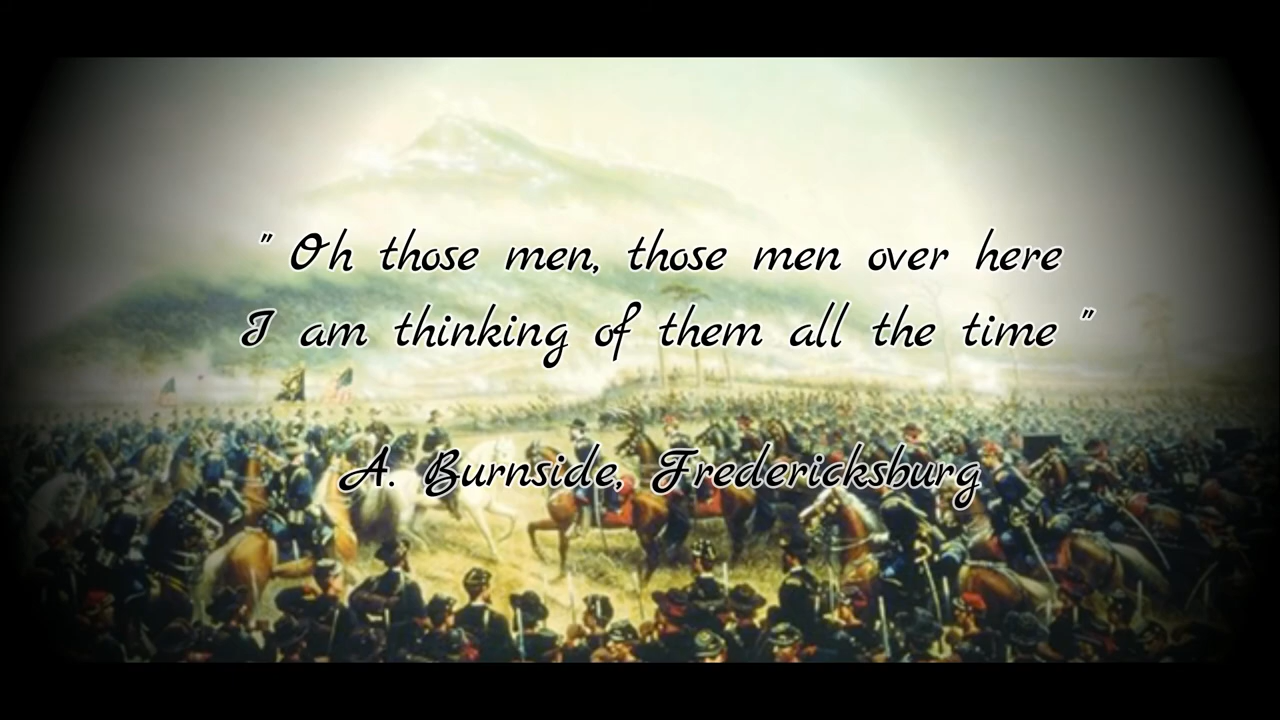 " Oh those men, those men over here
I am thinking of them all the time "
A. Burnside, Fredericksburg